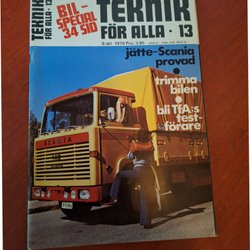 TEKNIK
FÖR ALLA · 13
BIL-
SPECIAL
34 SID
TEKNIK
FÖR ALLA · 13
jätte-Scania
provad
trimma
bilen
bli TfA:s
test-
förare
SCANIA